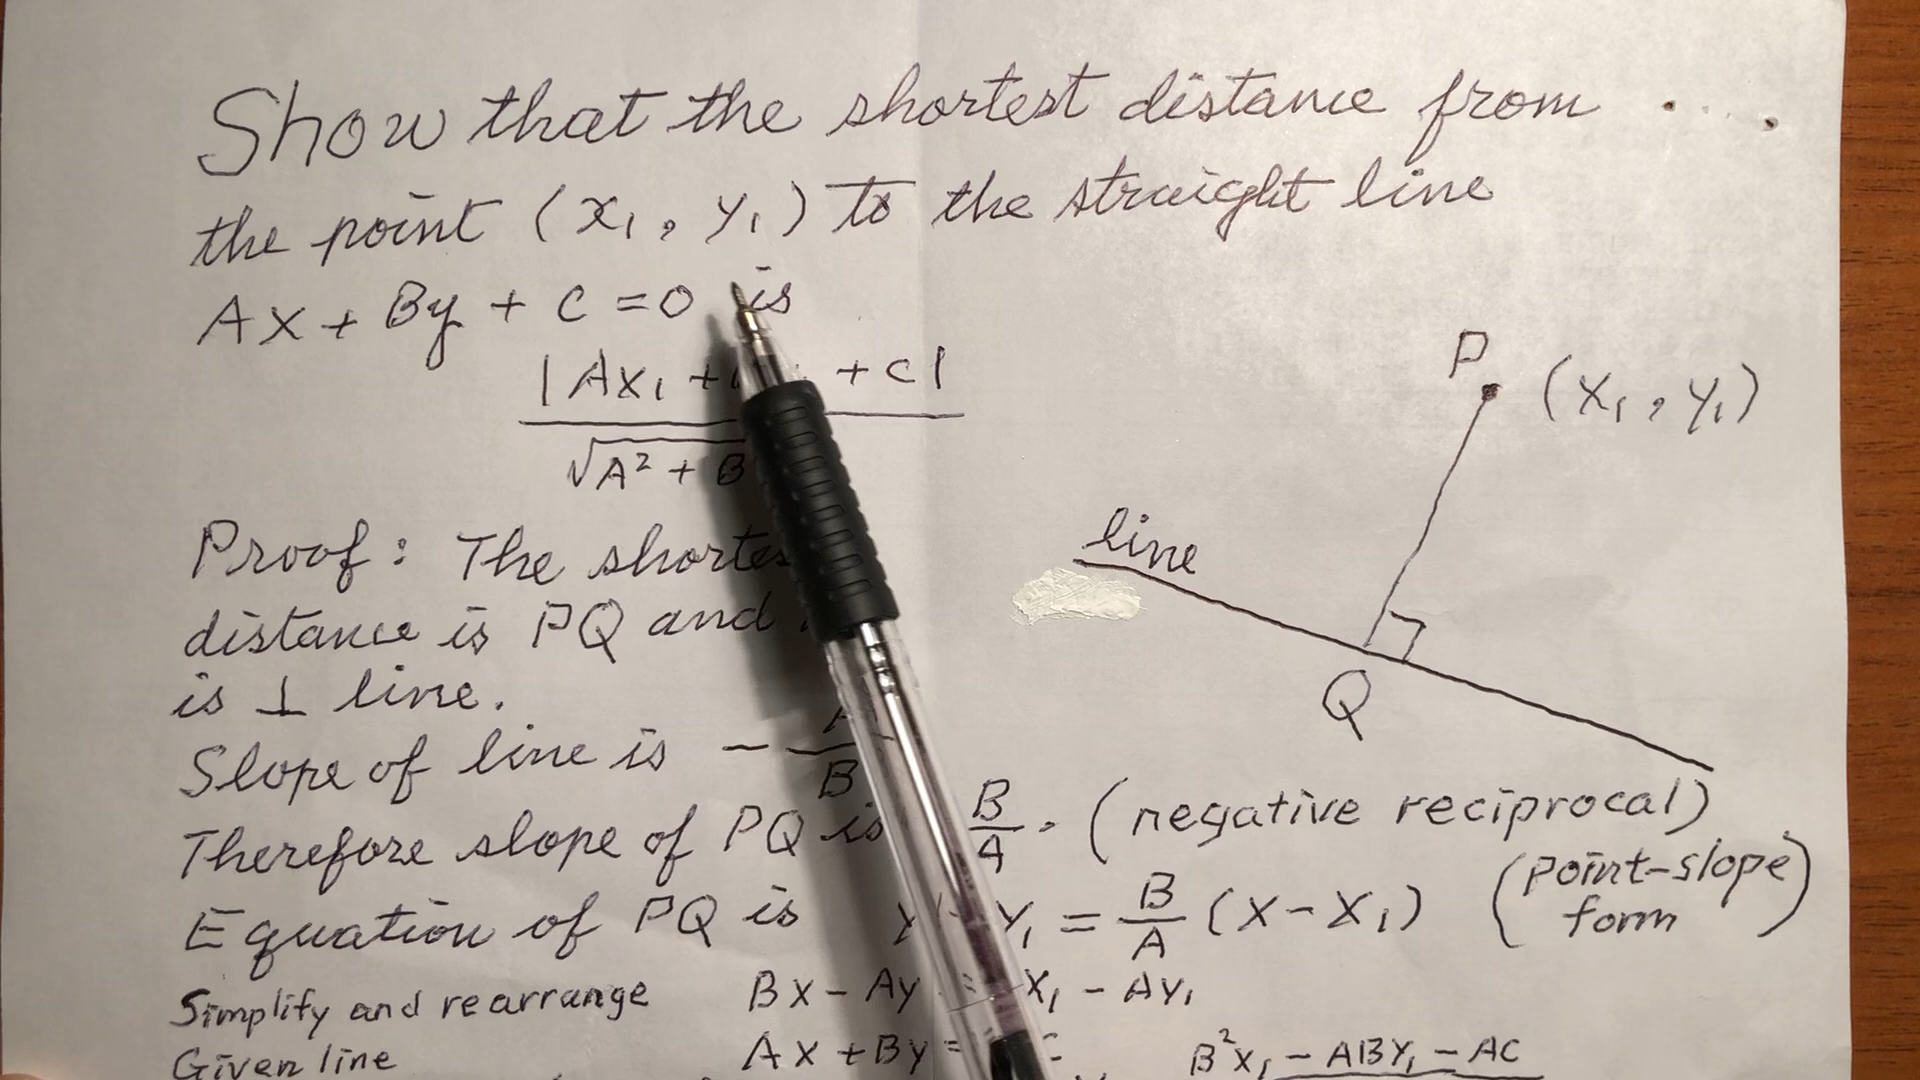 Show that the shortest distance from
the point (x₁, y₁) to the straight line
Ax + By + C = 0 is
|Ax₁ + + C|
√A² + B
P (x₁, y₁)
line
Q
Proof: The shortes
distance is PQ and
is ⊥ line.
Slope of line is - A/B
Therefore slope of PQ is B/A. (negative reciprocal)
Equation of PQ is y - y₁ = B/A (x - x₁) (point-slope form)
Simplify and rearrange Bx - Ay = x₁ - Ay₁
Given line Ax + By =
B²x₁ - ABy₁ - AC